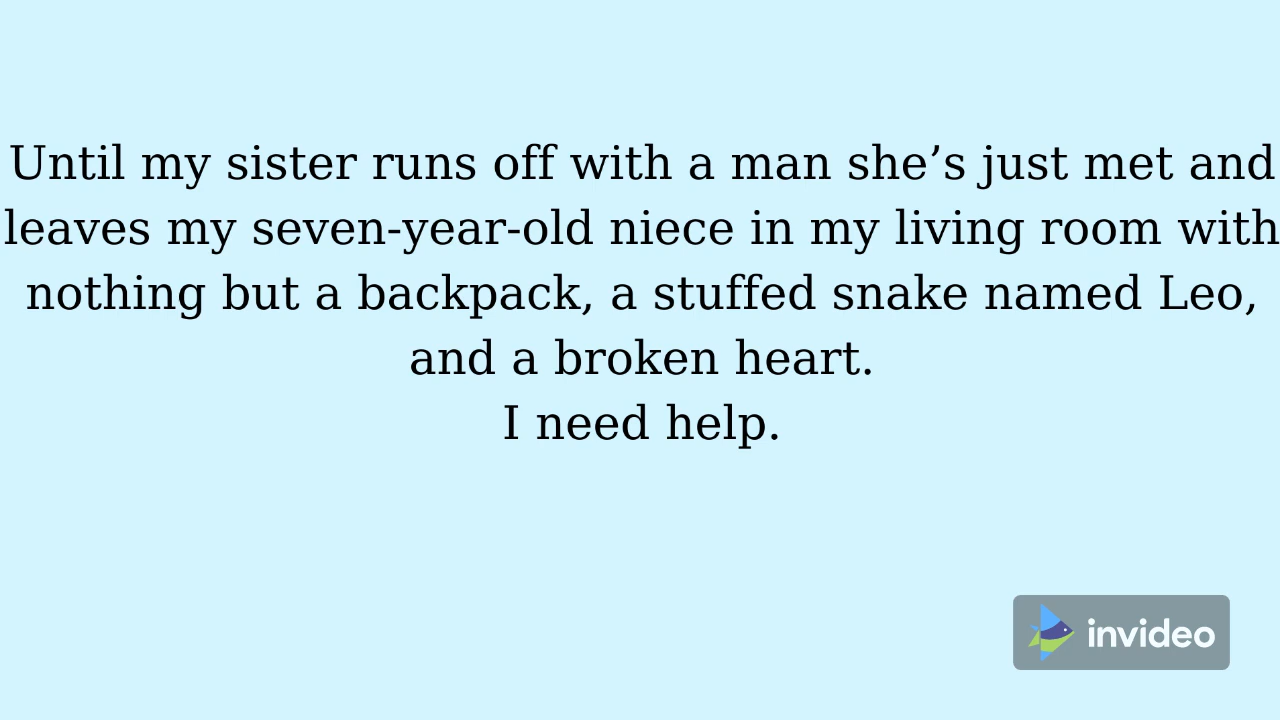 Until my sister runs off with a man she’s just met and
leaves my seven-year-old niece in my living room with
nothing but a backpack, a stuffed snake named Leo,
and a broken heart.
I need help.
invideo